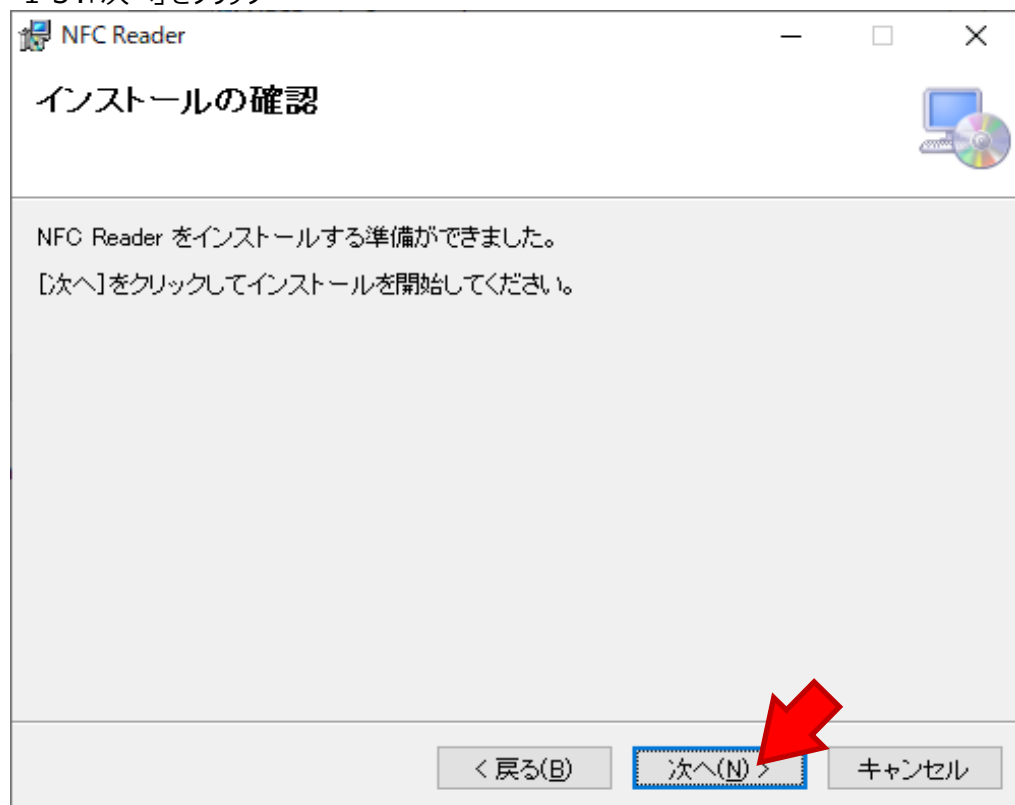 NFC Reader
インストールの確認
NFC Reader をインストールする準備ができました。
[次へ]をクリックしてインストールを開始してください。
< 戻る(B)
次へ(N) >
キャンセル